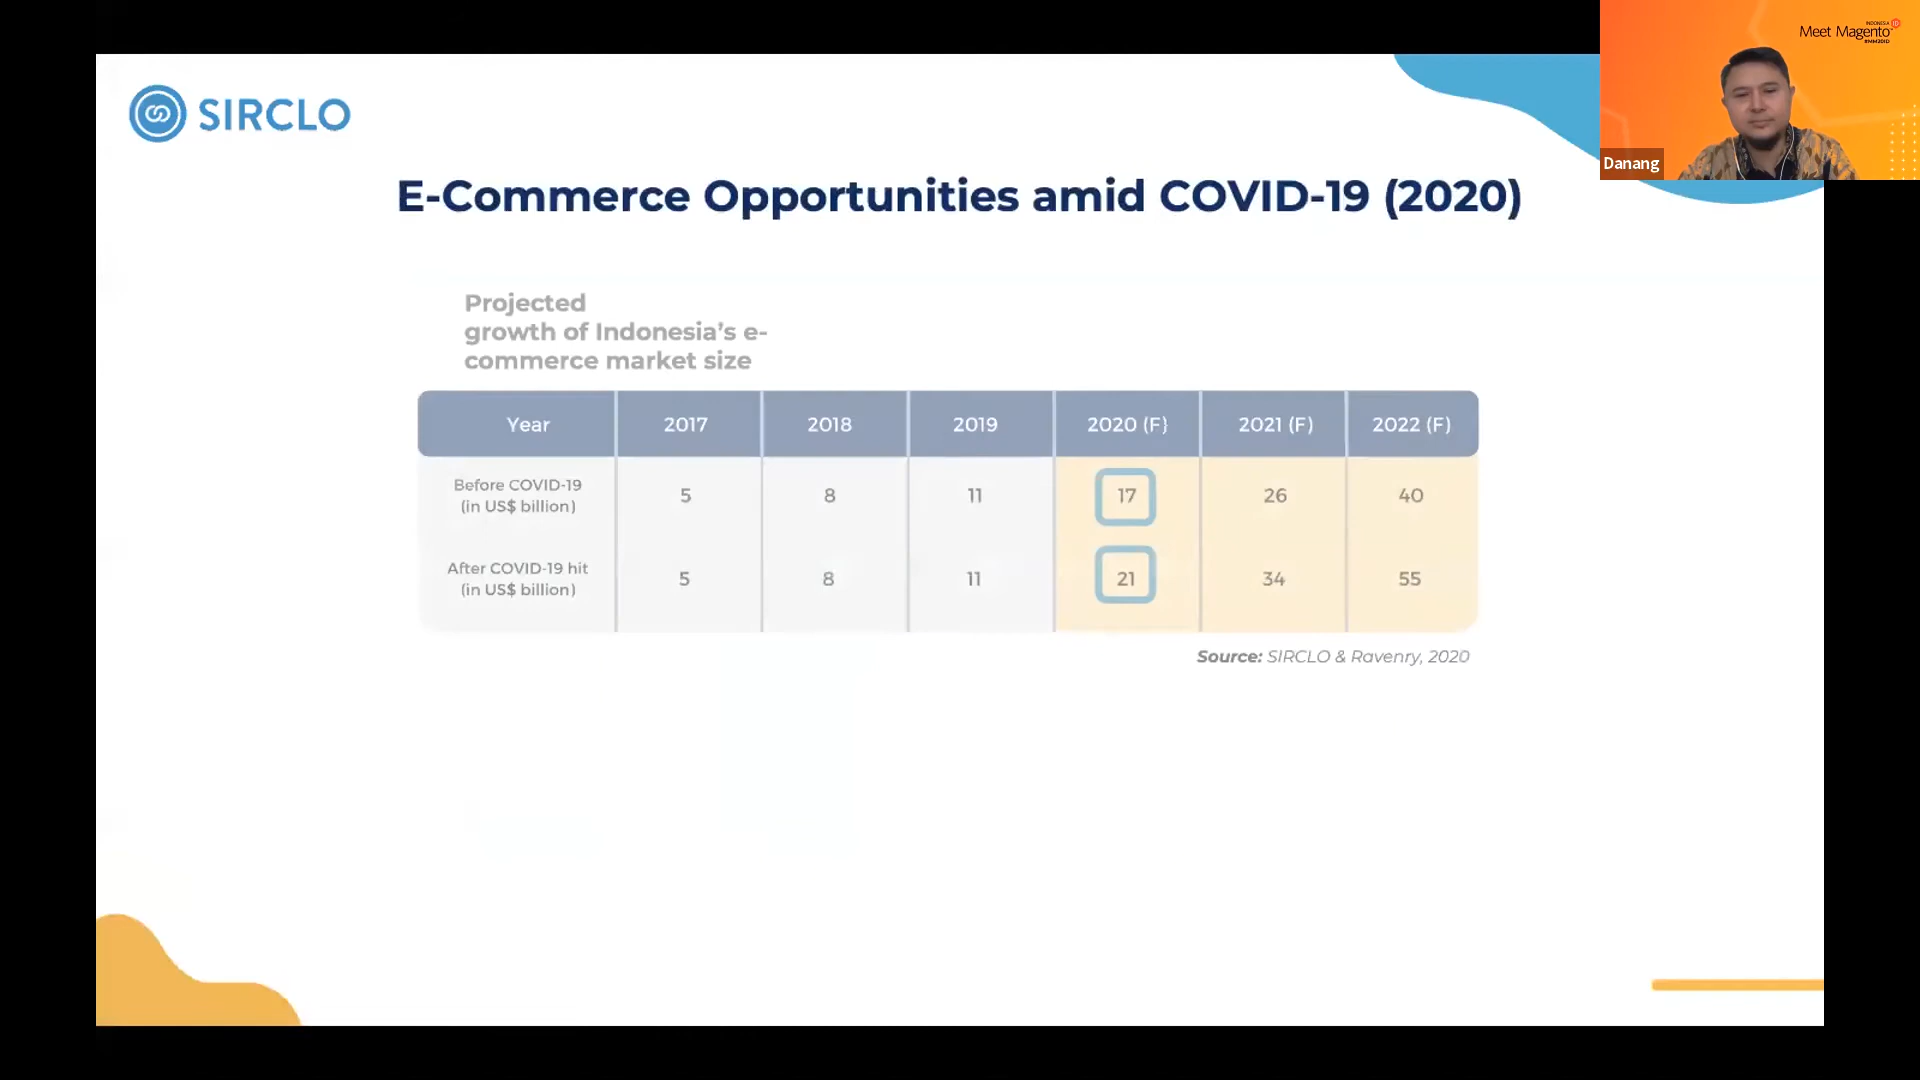 SIRCLO
INDONESIA
Meet Magento
#MM20ID
Danang
E-Commerce Opportunities amid COVID-19 (2020)
Projected
growth of Indonesia’s e-
commerce market size
Year 2017 2018 2019 2020 (F) 2021 (F) 2022 (F)
Before COVID-19
(in US$ billion) 5 8 11 17 26 40
After COVID-19 hit
(in US$ billion) 5 8 11 21 34 55
Source: SIRCLO & Ravenry, 2020